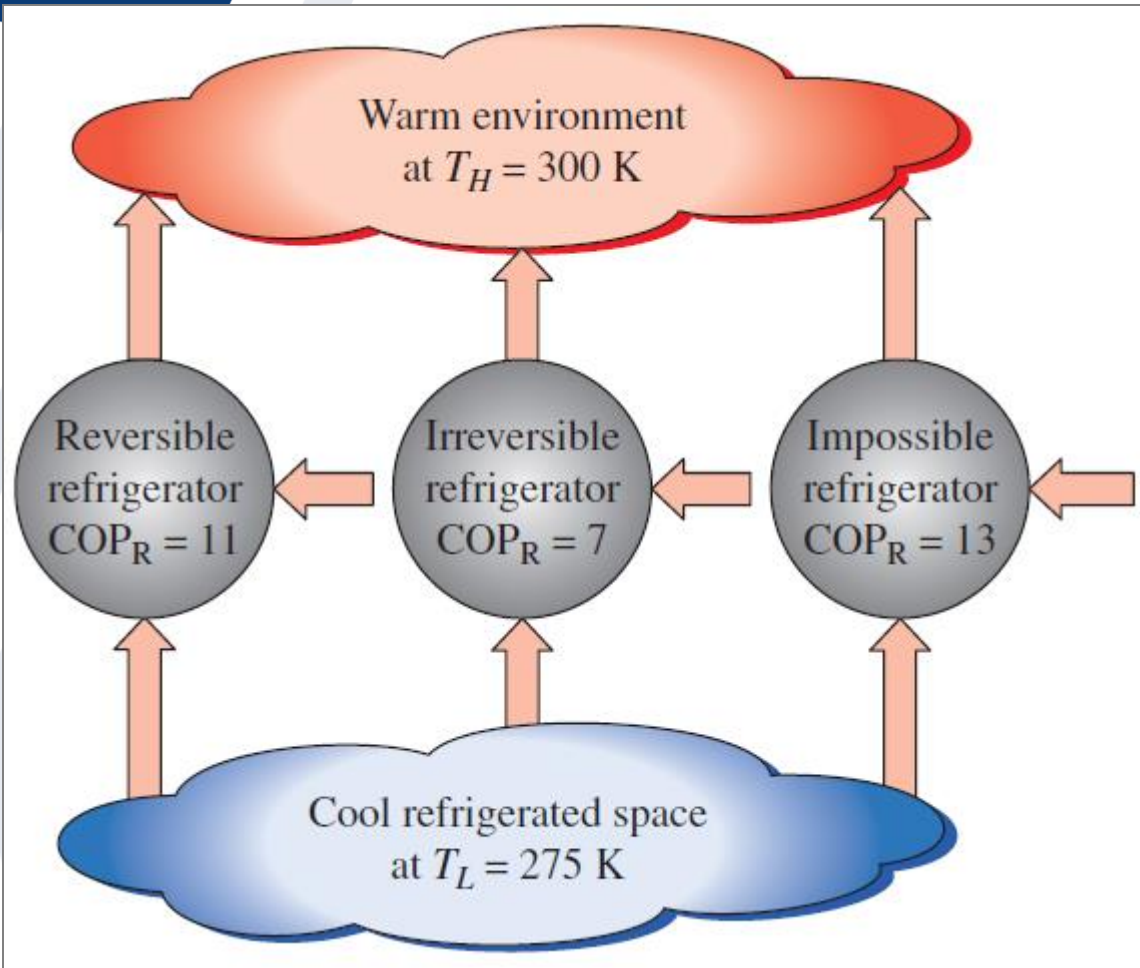 Warm environment
at T_H = 300 K
Reversible
refrigerator
COP_R = 11
Irreversible
refrigerator
COP_R = 7
Impossible
refrigerator
COP_R = 13
Cool refrigerated space
at T_L = 275 K